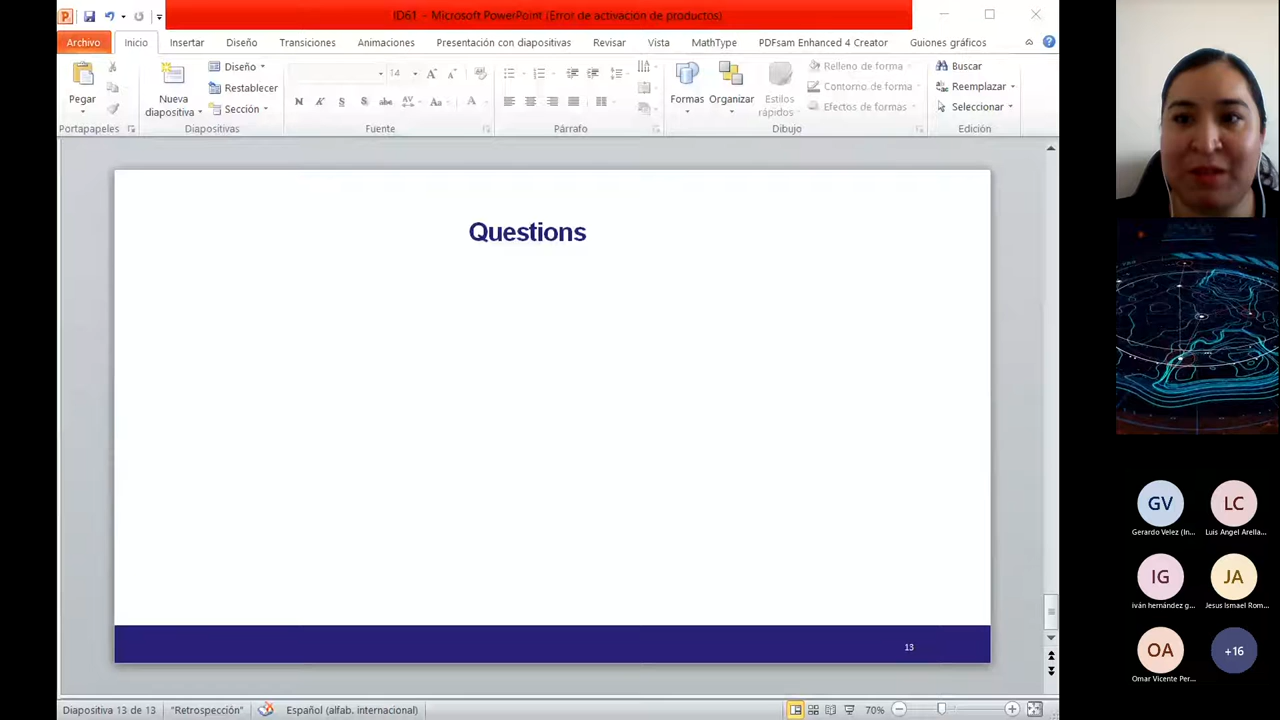 ID61 - Microsoft PowerPoint (Error de activación de productos)
Archivo Inicio Insertar Diseño Transiciones Animaciones Presentación con diapositivas Revisar Vista MathType PDFsam Enhanced 4 Creator Guiones gráficos
Pegar
Portapapeles
Nueva diapositiva
Diseño
Restablecer
Sección
Diapositivas
14
Fuente
Párrafo
Formas
Organizar
Estilos rápidos
Relleno de forma
Contorno de forma
Efectos de formas
Dibujo
Buscar
Reemplazar
Seleccionar
Edición
Questions
13
Diapositiva 13 de 13 "Retrospección" Español (alfab. internacional) 70%
GV LC
Gerardo Velez (In... Luis Angel Arella...
IG JA
iván hernández g... Jesus Ismael Rom...
OA +16
Omar Vicente Per...